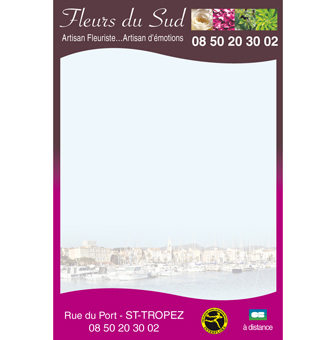 Fleurs du Sud
Artisan Fleuriste...Artisan d'émotions
08 50 20 30 02
Rue du Port - ST-TROPEZ
08 50 20 30 02
à distance